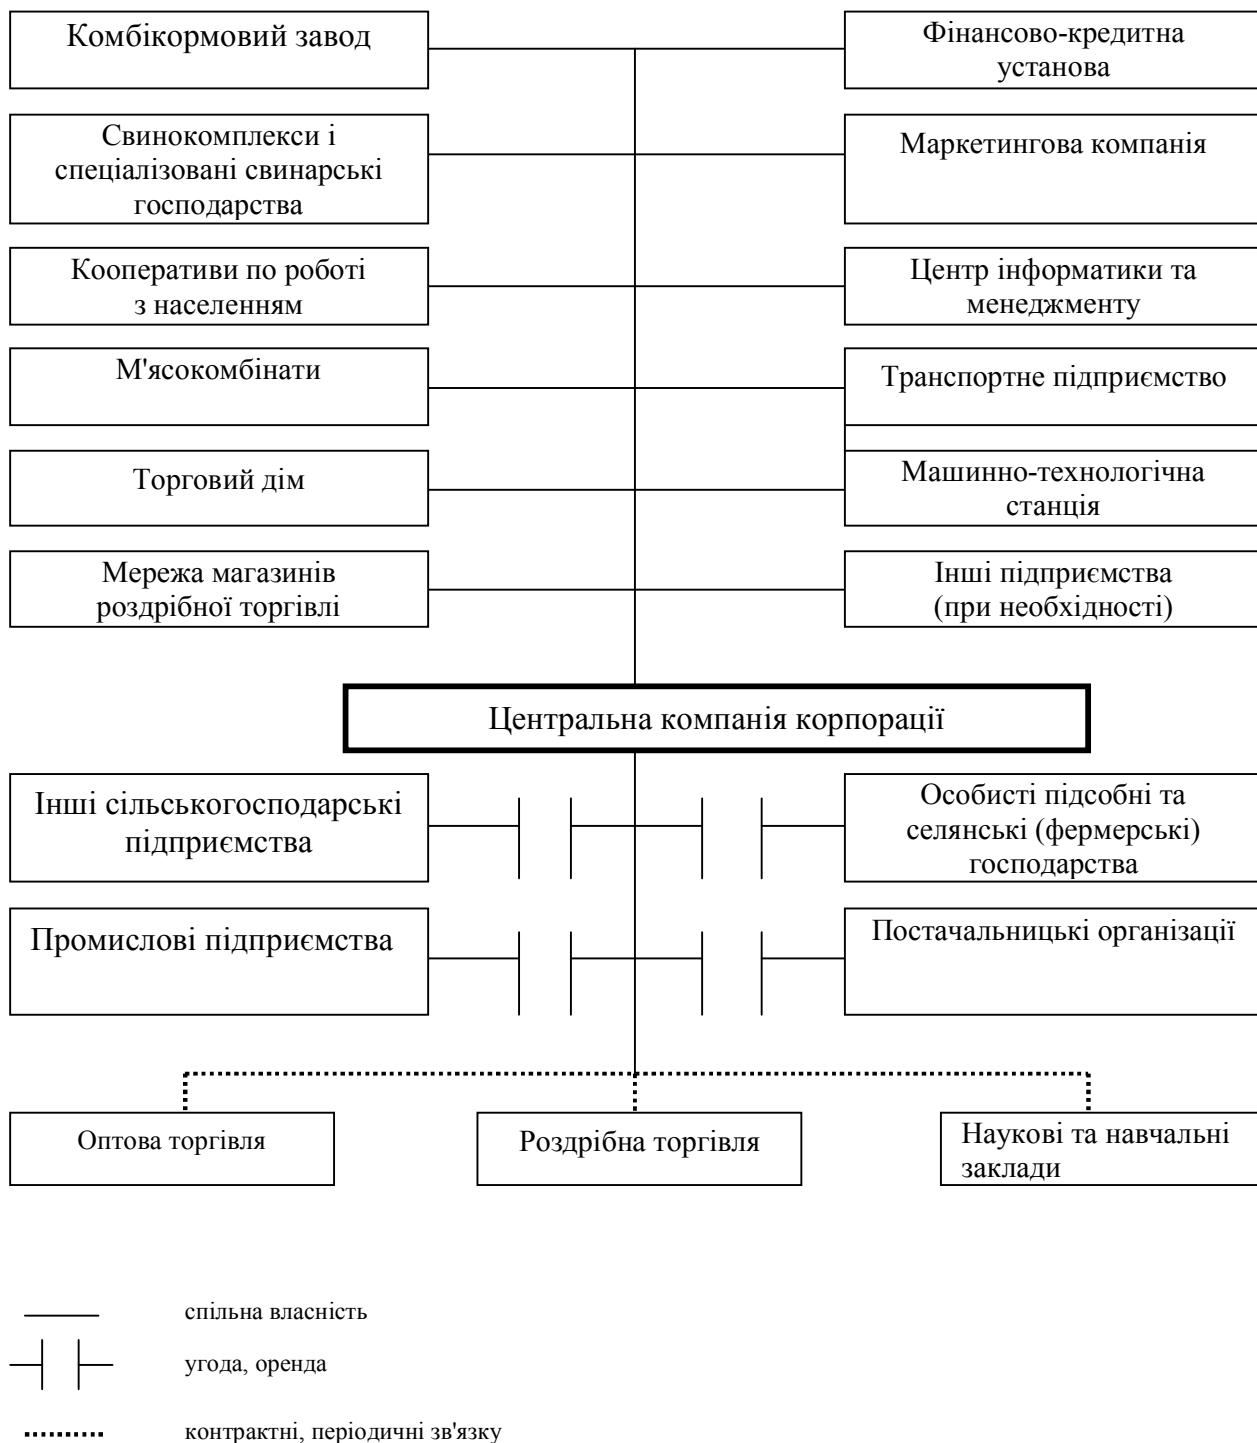 Комбікормовий завод
Фінансово-кредитна
установа
Свинокомплекси і
спеціалізовані свинарські
господарства
Маркетингова компанія
Кооперативи по роботі
з населенням
Центр інформатики та
менеджменту
М'ясокомбінати
Транспортне підприємство
Торговий дім
Машинно-технологічна
станція
Мережа магазинів
роздрібної торгівлі
Інші підприємства
(при необхідності)
Центральна компанія корпорації
Інші сільськогосподарські
підприємства
Особисті підсобні та
селянські (фермерські)
господарства
Промислові підприємства
Постачальницькі організації
Оптова торгівля
Роздрібна торгівля
Наукові та навчальні
заклади
спільна власність
угода, оренда
контрактні, періодичні зв'язку